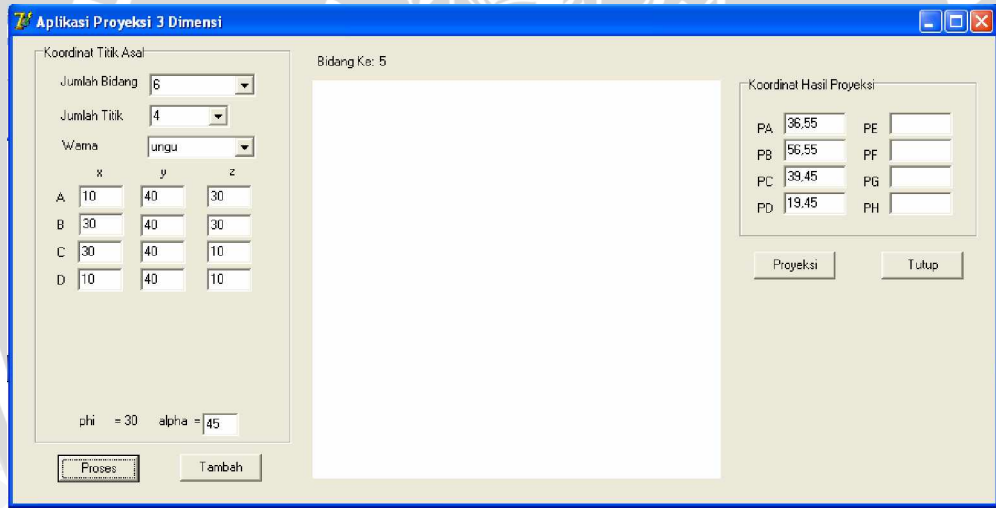 Aplikasi Proyeksi 3 Dimensi
Koordinat Titik Asal
Jumlah Bidang 6
Jumlah Titik 4
Warna ungu
x y z
A 10 40 30
B 30 40 30
C 30 40 10
D 10 40 10
phi = 30 alpha = 45
Proses Tambah
Bidang Ke: 5
Koordinat Hasil Proyeksi
PA 36,55 PE
PB 56,55 PF
PC 39,45 PG
PD 19,45 PH
Proyeksi Tutup